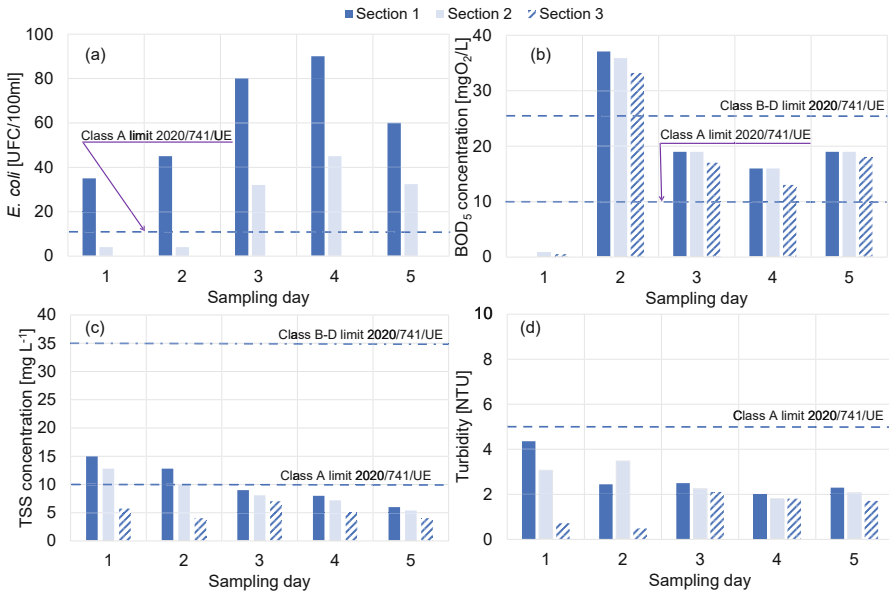 Section 1 Section 2 Section 3
(a)
E. coli [UFC/100ml]
100
80
60
40
20
0
Class A limit 2020/741/UE
1 2 3 4 5
Sampling day
(b)
BOD5 concentration [mgO2/L]
40
30
20
10
0
Class B-D limit 2020/741/UE
Class A limit 2020/741/UE
1 2 3 4 5
Sampling day
(c)
TSS concentration [mg L-1]
40
35
30
25
20
15
10
5
0
Class B-D limit 2020/741/UE
Class A limit 2020/741/UE
1 2 3 4 5
Sampling day
(d)
Turbidity [NTU]
10
8
6
4
2
0
Class A limit 2020/741/UE
1 2 3 4 5
Sampling day